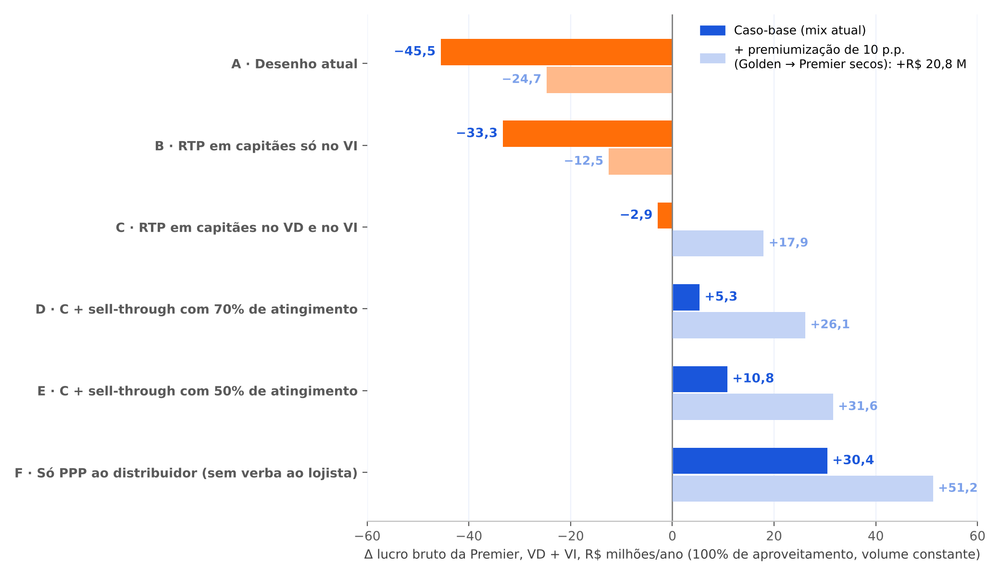 Caso-base (mix atual)
+ premiumização de 10 p.p.
(Golden → Premier secos): +R$ 20,8 M
A · Desenho atual
−45,5
−24,7
B · RTP em capitães só no VI
−33,3
−12,5
C · RTP em capitães no VD e no VI
−2,9
+17,9
D · C + sell-through com 70% de atingimento
+5,3
+26,1
E · C + sell-through com 50% de atingimento
+10,8
+31,6
F · Só PPP ao distribuidor (sem verba ao lojista)
+30,4
+51,2
−60 −40 −20 0 20 40 60
Δ lucro bruto da Premier, VD + VI, R$ milhões/ano (100% de aproveitamento, volume constante)